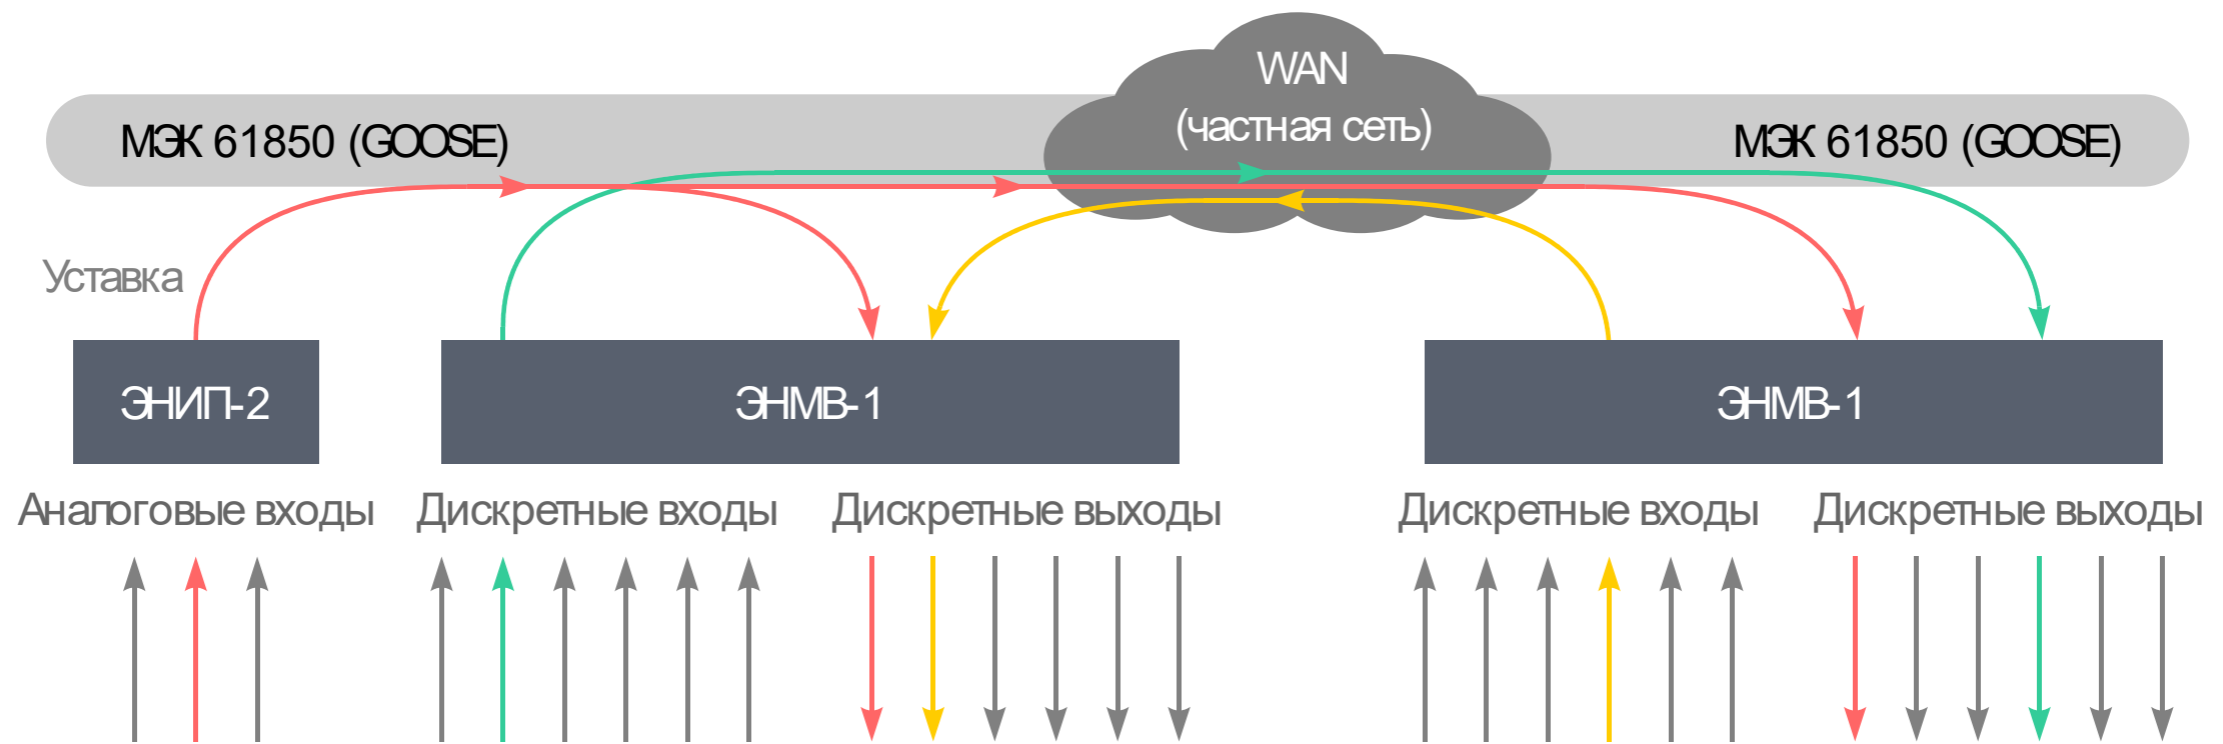 WAN
(частная сеть)
МЭК 61850 (GOOSE)
МЭК 61850 (GOOSE)
Уставка
ЭНИП-2
ЭНМВ-1
ЭНМВ-1
Аналоговые входы
Дискретные входы
Дискретные выходы
Дискретные входы
Дискретные выходы